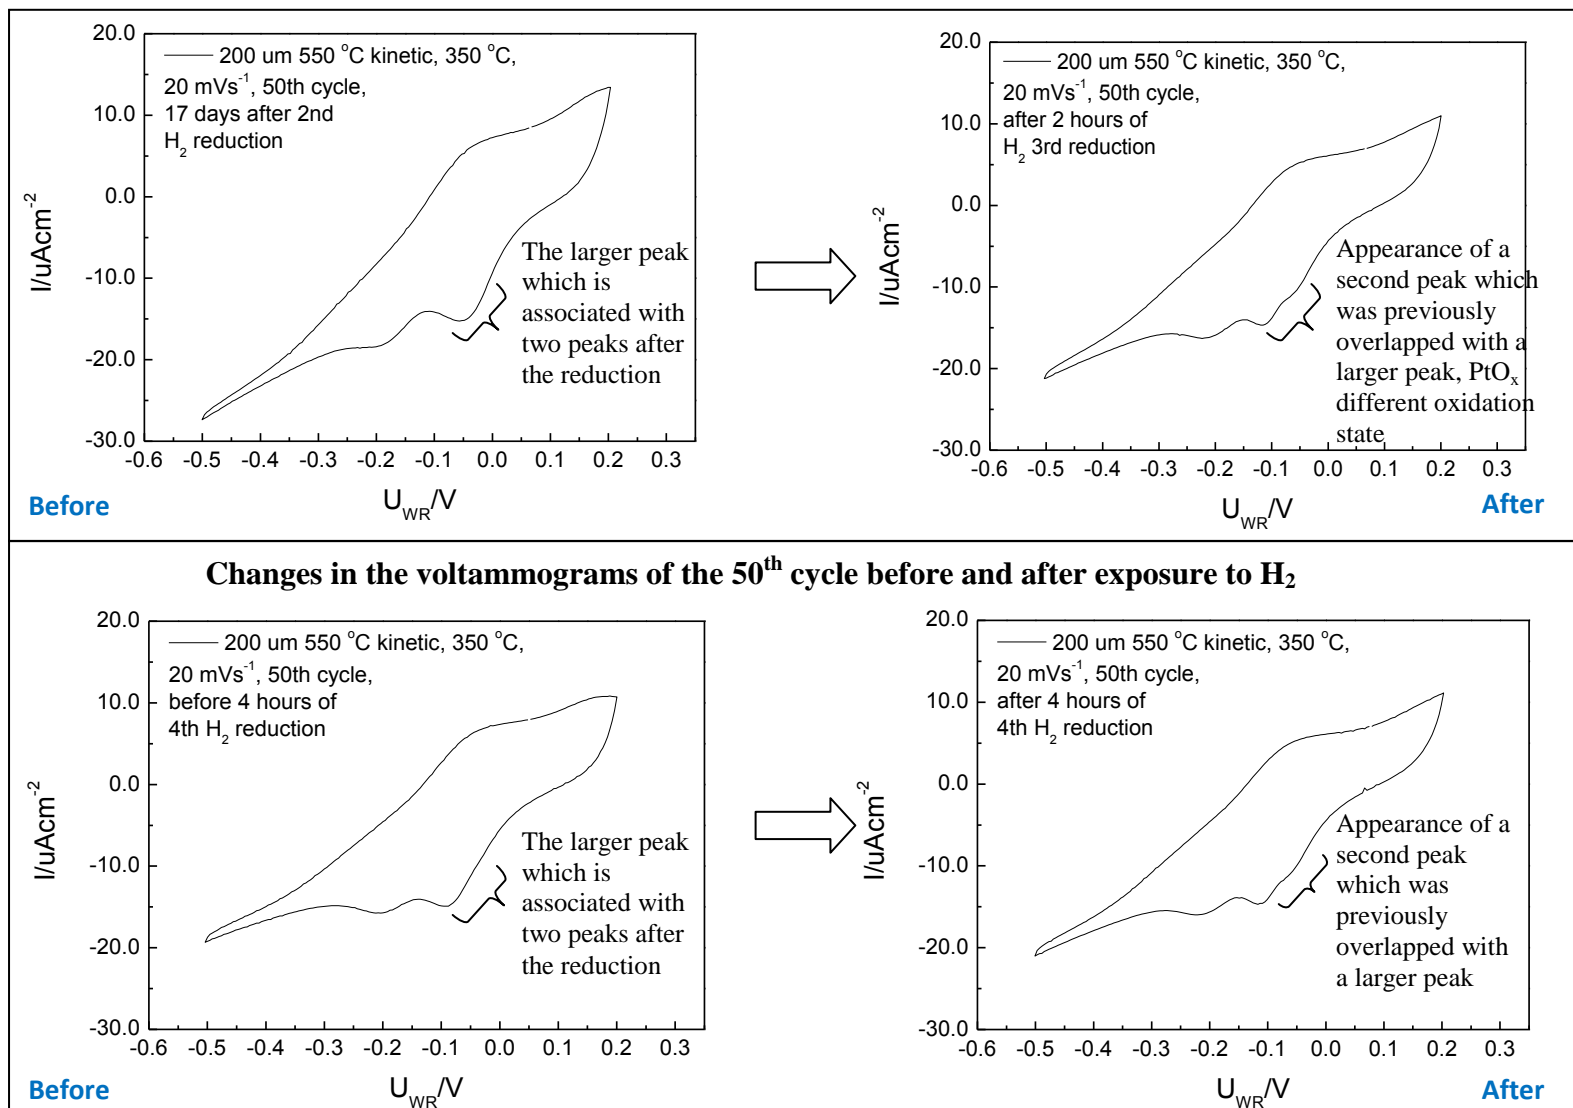 20.0
10.0
0.0
-10.0
-20.0
-30.0
I/uAcm⁻²
200 um 550 °C kinetic, 350 °C,
20 mVs⁻¹, 50th cycle,
17 days after 2nd
H₂ reduction
The larger peak
which is
associated with
two peaks after
the reduction
-0.6 -0.5 -0.4 -0.3 -0.2 -0.1 0.0 0.1 0.2 0.3
U_WR/V
Before
20.0
10.0
0.0
-10.0
-20.0
-30.0
I/uAcm⁻²
200 um 550 °C kinetic, 350 °C,
20 mVs⁻¹, 50th cycle,
after 2 hours of
H₂ 3rd reduction
Appearance of a
second peak which
was previously
overlapped with a
larger peak, PtOₓ
different oxidation
state
-0.6 -0.5 -0.4 -0.3 -0.2 -0.1 0.0 0.1 0.2 0.3
U_WR/V
After
Changes in the voltammograms of the 50ᵗʰ cycle before and after exposure to H₂
20.0
10.0
0.0
-10.0
-20.0
-30.0
I/uAcm⁻²
200 um 550 °C kinetic, 350 °C,
20 mVs⁻¹, 50th cycle,
before 4 hours of
4th H₂ reduction
The larger peak
which is
associated with
two peaks after
the reduction
-0.6 -0.5 -0.4 -0.3 -0.2 -0.1 0.0 0.1 0.2 0.3
U_WR/V
Before
20.0
10.0
0.0
-10.0
-20.0
-30.0
I/uAcm⁻²
200 um 550 °C kinetic, 350 °C,
20 mVs⁻¹, 50th cycle,
after 4 hours of
4th H₂ reduction
Appearance of a
second peak
which was
previously
overlapped with
a larger peak
-0.6 -0.5 -0.4 -0.3 -0.2 -0.1 0.0 0.1 0.2 0.3
U_WR/V
After